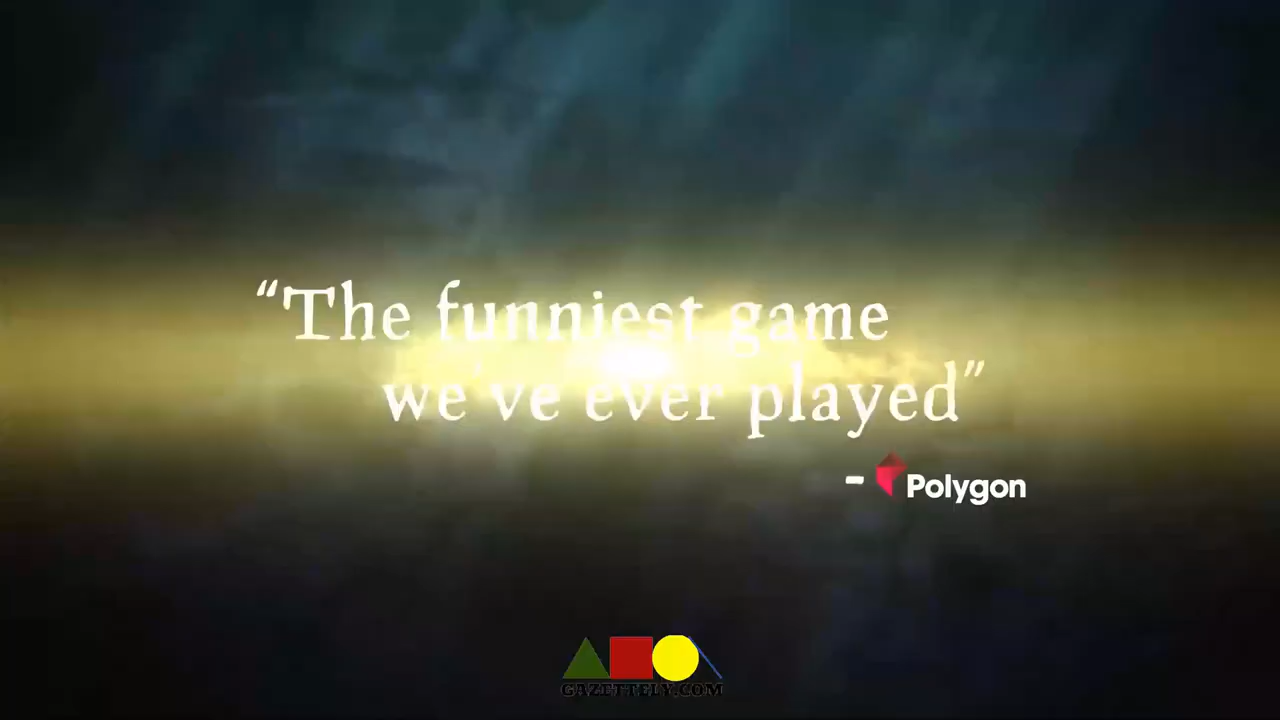 “The funniest game
we've ever played”
- Polygon
GAZETTELY.COM